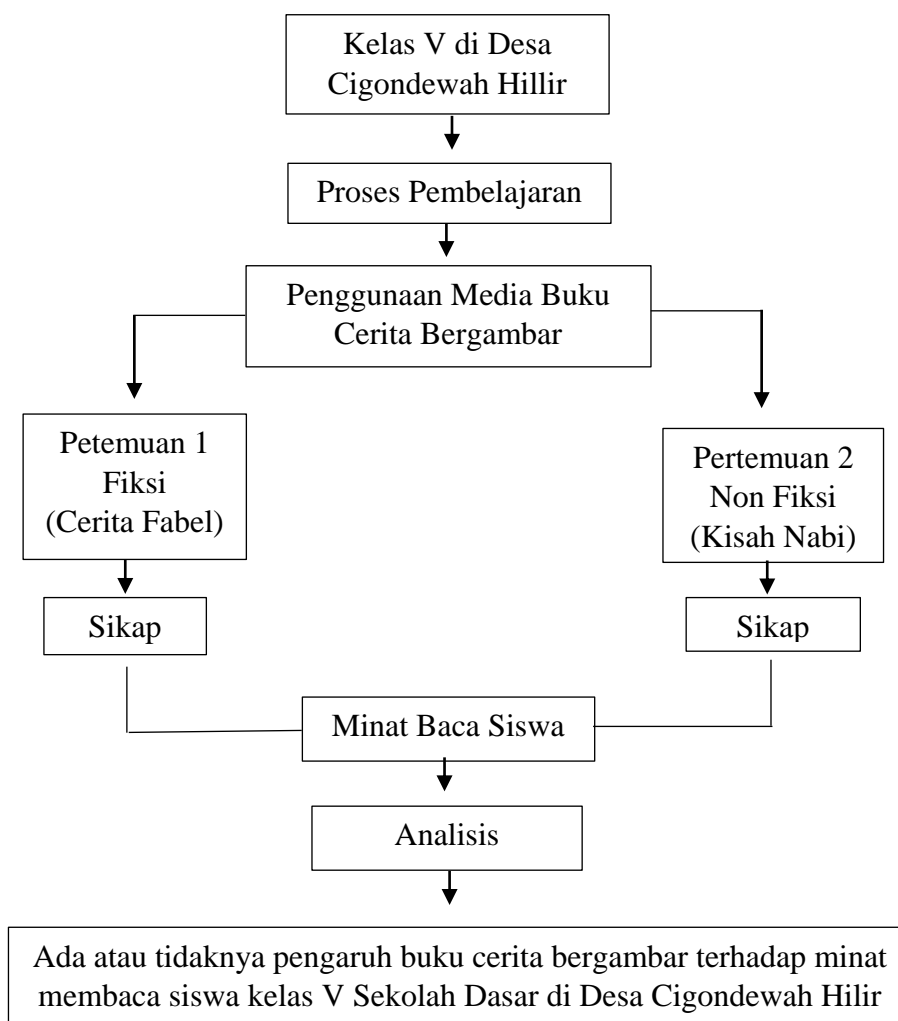 Kelas V di Desa
Cigondewah Hillir
Proses Pembelajaran
Penggunaan Media Buku
Cerita Bergambar
Petemuan 1
Fiksi
(Cerita Fabel)
Pertemuan 2
Non Fiksi
(Kisah Nabi)
Sikap
Sikap
Minat Baca Siswa
Analisis
Ada atau tidaknya pengaruh buku cerita bergambar terhadap minat
membaca siswa kelas V Sekolah Dasar di Desa Cigondewah Hilir